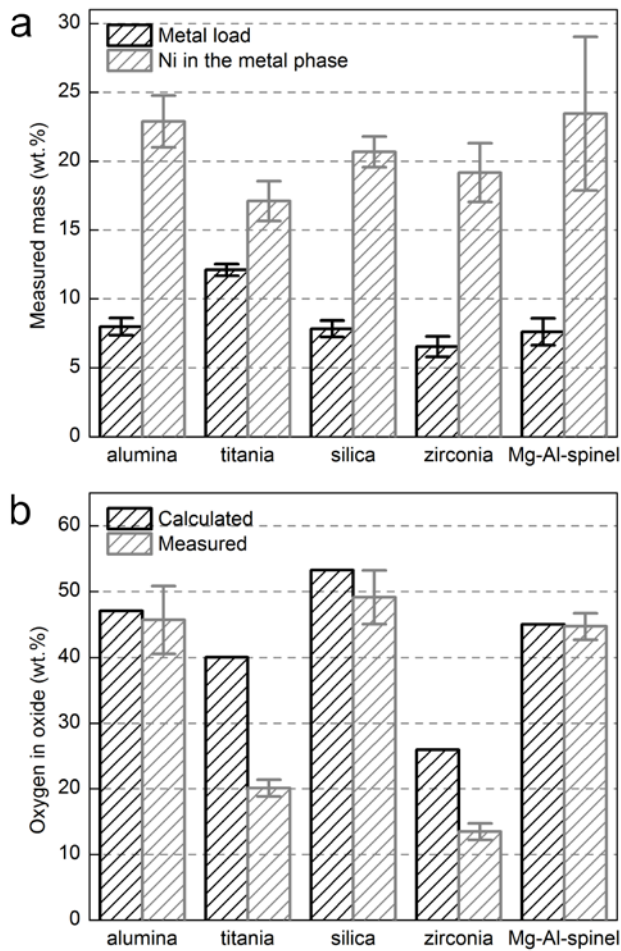 a
30
25
20
15
10
5
0
Measured mass (wt.%)
Metal load
Ni in the metal phase
alumina titania silica zirconia Mg-Al-spinel
b
60
50
40
30
20
10
0
Oxygen in oxide (wt.%)
Calculated
Measured
alumina titania silica zirconia Mg-Al-spinel